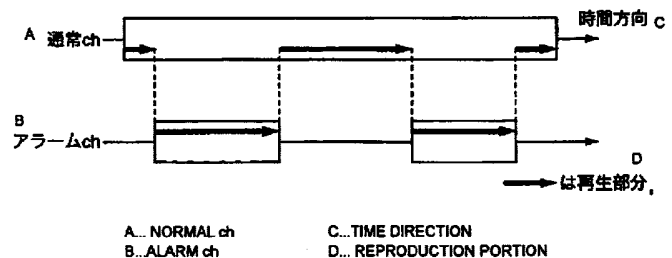 A 通常ch
時間方向 C
B
アラームch
D
は再生部分.
A... NORMAL ch
C...TIME DIRECTION
B...ALARM ch
D... REPRODUCTION PORTION